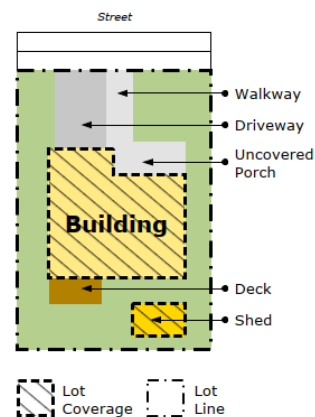 Street
Walkway
Driveway
Uncovered
Porch
Building
Deck
Shed
Lot
Coverage
Lot
Line